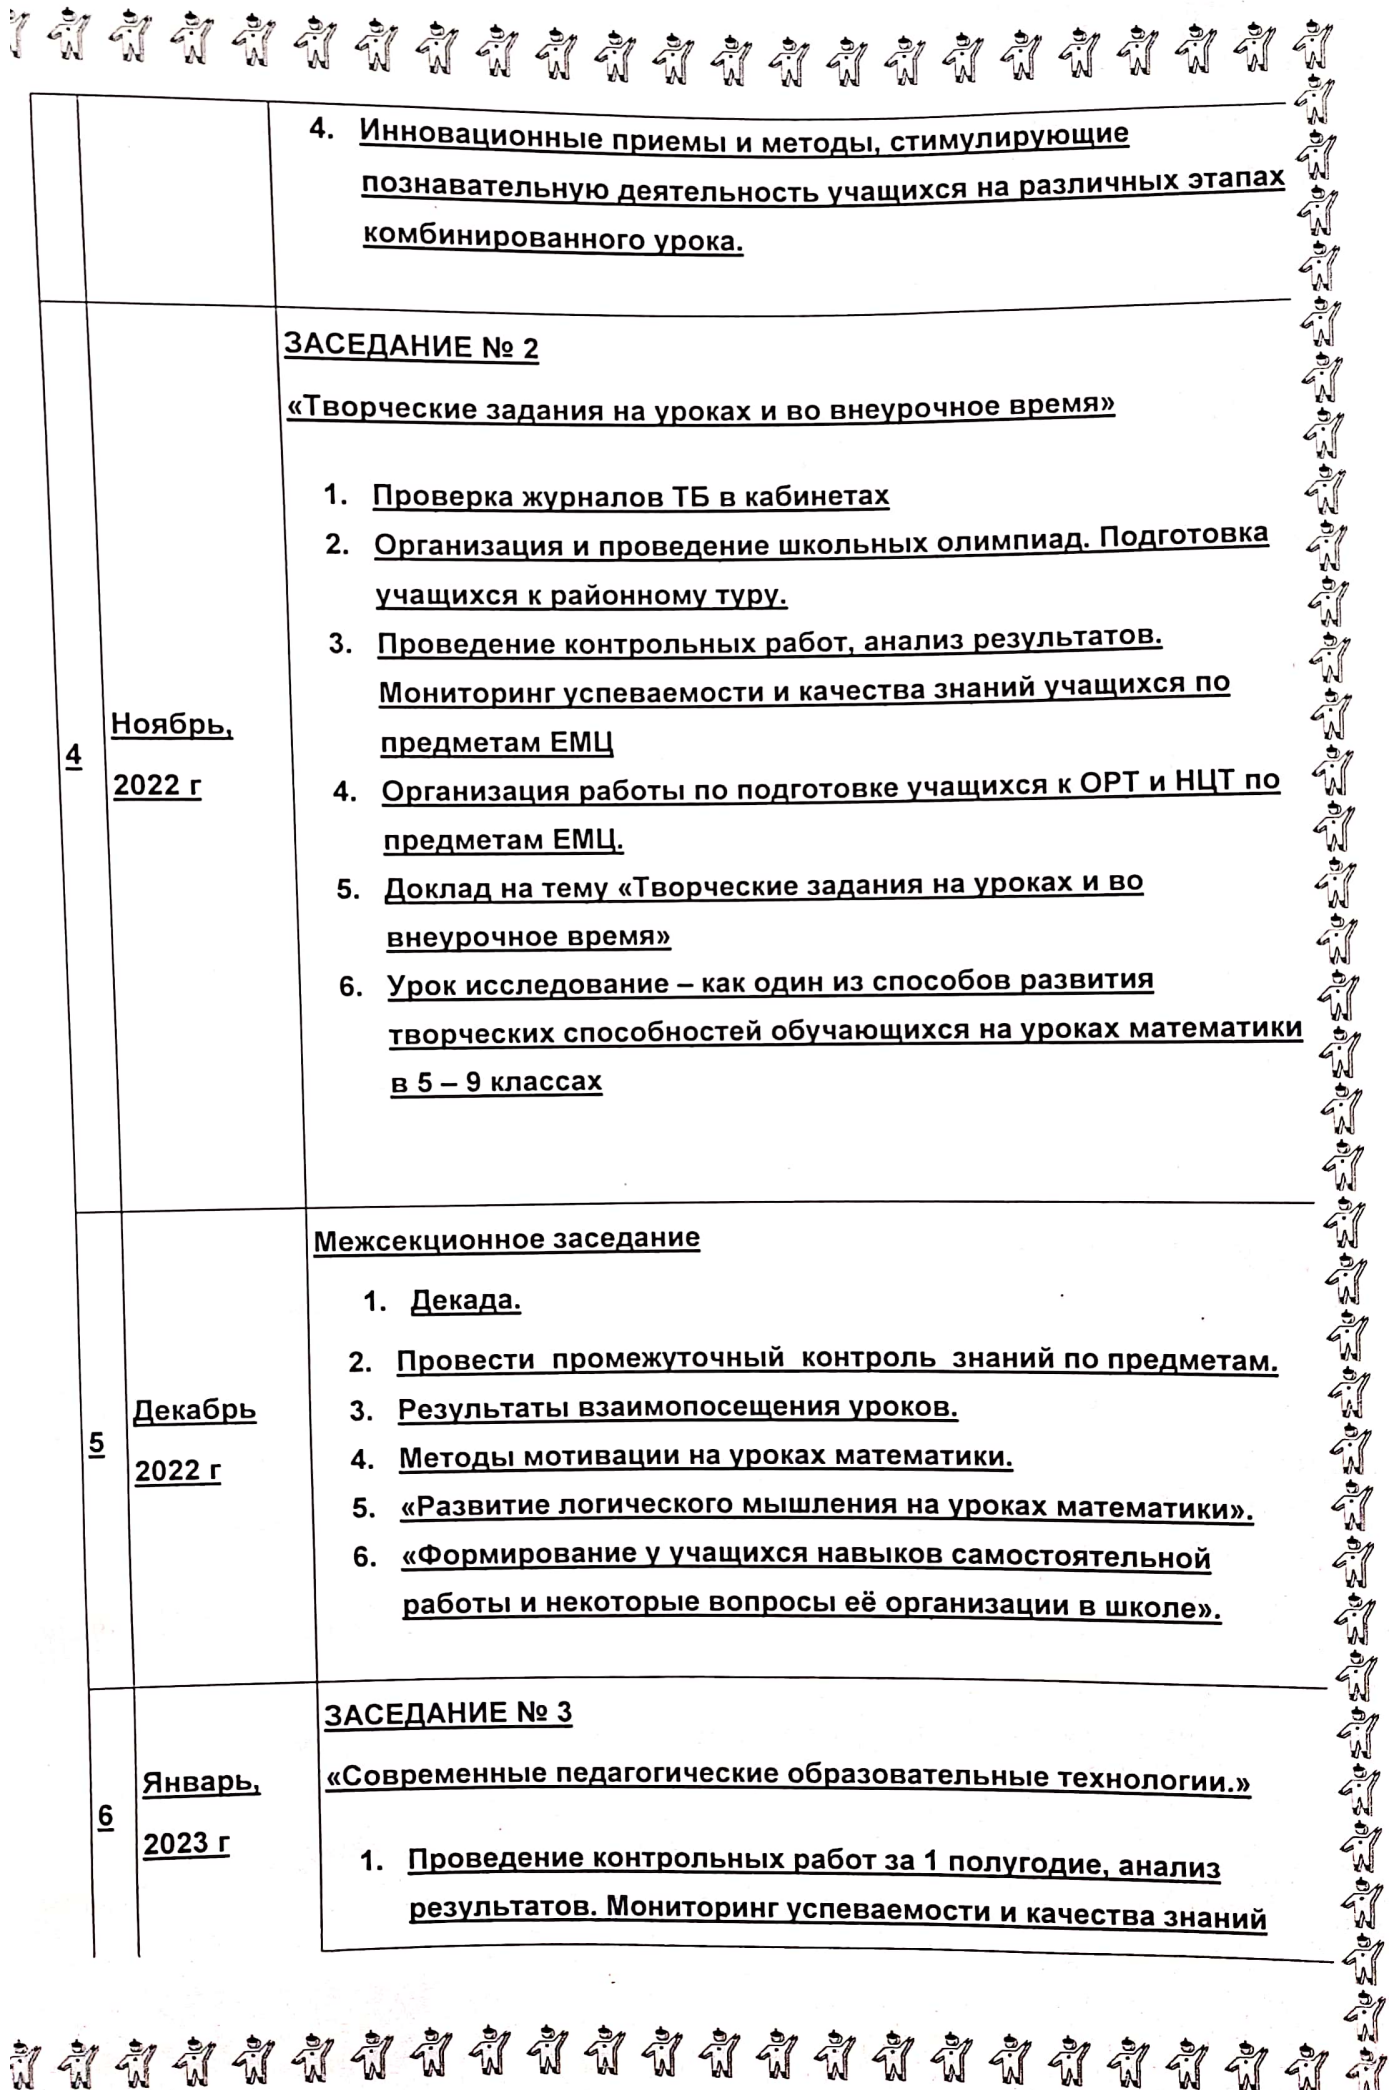 4. Инновационные приемы и методы, стимулирующие
познавательную деятельность учащихся на различных этапах
комбинированного урока.
4
Ноябрь,
2022 г
ЗАСЕДАНИЕ № 2
«Творческие задания на уроках и во внеурочное время»
1. Проверка журналов ТБ в кабинетах
2. Организация и проведение школьных олимпиад. Подготовка
учащихся к районному туру.
3. Проведение контрольных работ, анализ результатов.
Мониторинг успеваемости и качества знаний учащихся по
предметам ЕМЦ
4. Организация работы по подготовке учащихся к ОРТ и НЦТ по
предметам ЕМЦ.
5. Доклад на тему «Творческие задания на уроках и во
внеурочное время»
6. Урок исследование – как один из способов развития
творческих способностей обучающихся на уроках математики
в 5 – 9 классах
5
Декабрь
2022 г
Межсекционное заседание
1. Декада.
2. Провести промежуточный контроль знаний по предметам.
3. Результаты взаимопосещения уроков.
4. Методы мотивации на уроках математики.
5. «Развитие логического мышления на уроках математики».
6. «Формирование у учащихся навыков самостоятельной
работы и некоторые вопросы её организации в школе».
6
Январь,
2023 г
ЗАСЕДАНИЕ № 3
«Современные педагогические образовательные технологии.»
1. Проведение контрольных работ за 1 полугодие, анализ
результатов. Мониторинг успеваемости и качества знаний